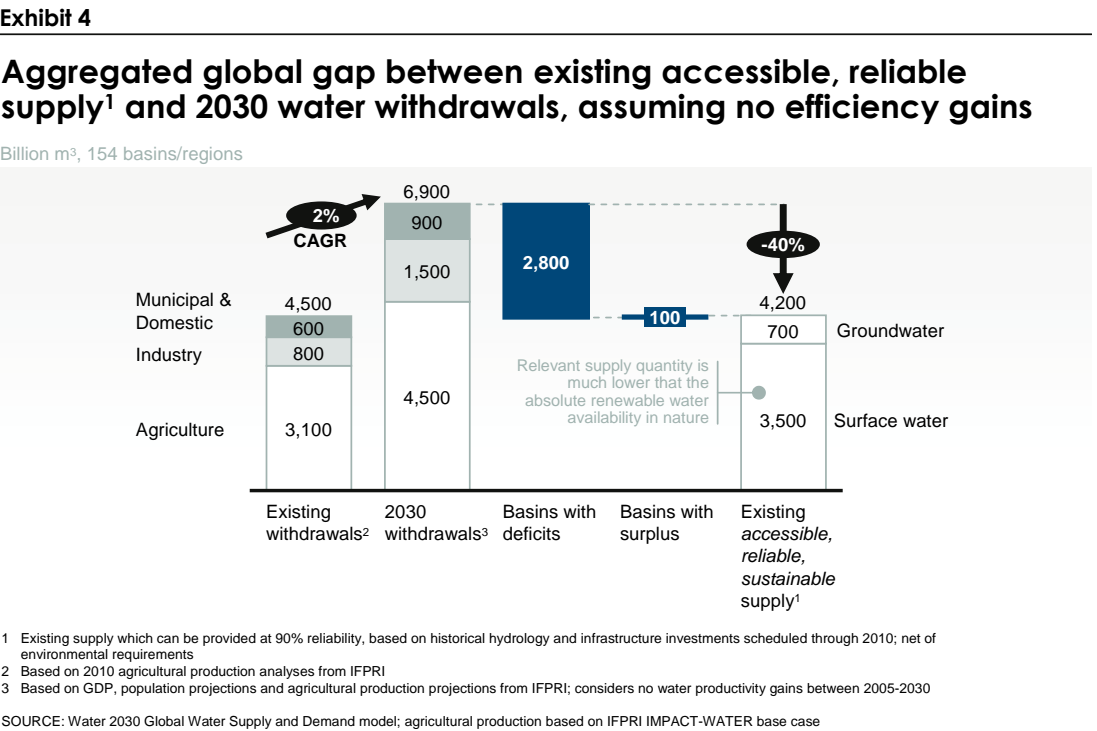 Exhibit 4
Aggregated global gap between existing accessible, reliable
supply¹ and 2030 water withdrawals, assuming no efficiency gains
Billion m³, 154 basins/regions
2%
CAGR
6,900
900
1,500
4,500
2,800
-40%
Municipal &
Domestic
Industry
Agriculture
4,500
600
800
3,100
100
4,200
700
3,500
Groundwater
Surface water
Relevant supply quantity is
much lower that the
absolute renewable water
availability in nature
Existing
withdrawals²
2030
withdrawals³
Basins with
deficits
Basins with
surplus
Existing
accessible,
reliable,
sustainable
supply¹
1 Existing supply which can be provided at 90% reliability, based on historical hydrology and infrastructure investments scheduled through 2010; net of
environmental requirements
2 Based on 2010 agricultural production analyses from IFPRI
3 Based on GDP, population projections and agricultural production projections from IFPRI; considers no water productivity gains between 2005-2030
SOURCE: Water 2030 Global Water Supply and Demand model; agricultural production based on IFPRI IMPACT-WATER base case